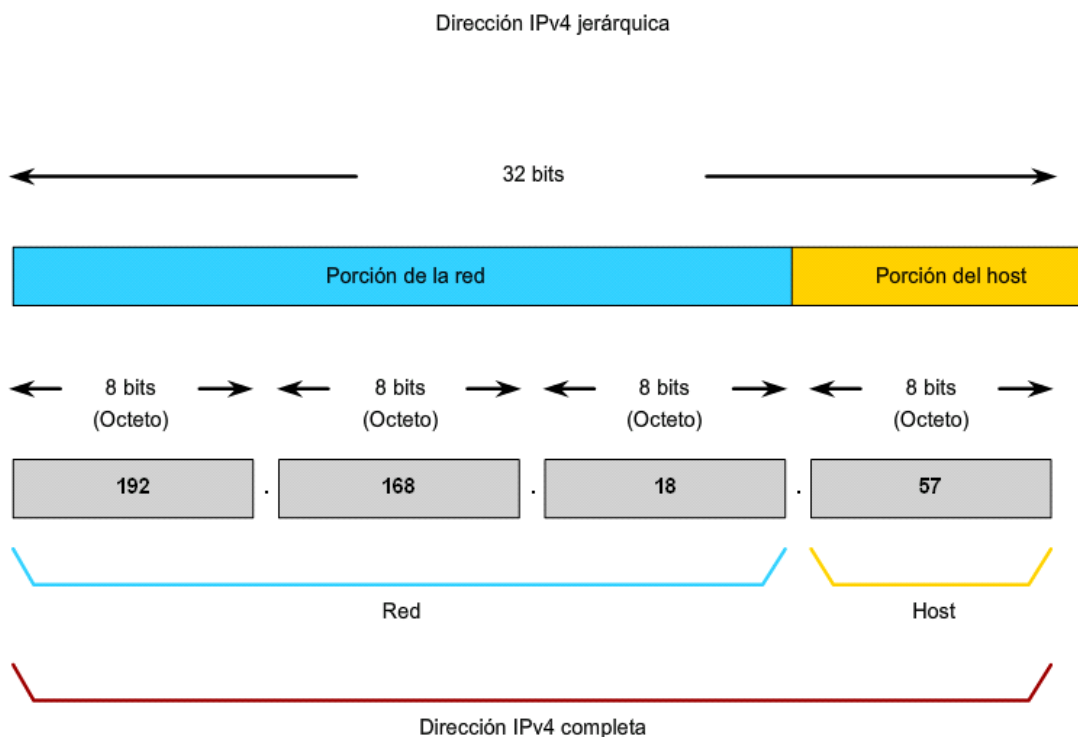 Dirección IPv4 jerárquica
32 bits
Porción de la red Porción del host
8 bits 8 bits 8 bits 8 bits
(Octeto) (Octeto) (Octeto) (Octeto)
192 . 168 . 18 . 57
Red Host
Dirección IPv4 completa